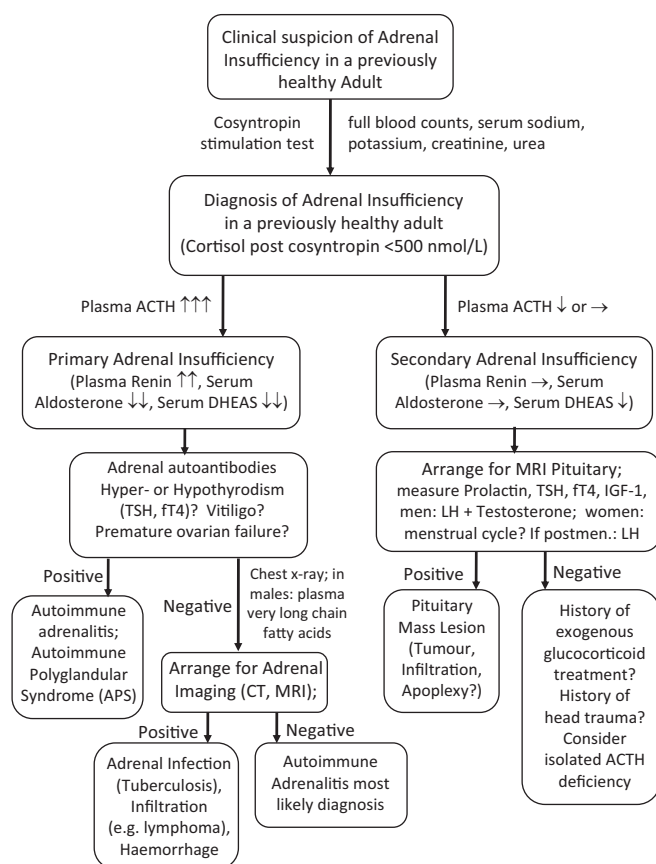 Clinical suspicion of Adrenal
Insufficiency in a previously
healthy Adult
Cosyntropin
stimulation test
full blood counts, serum sodium,
potassium, creatinine, urea
Diagnosis of Adrenal Insufficiency
in a previously healthy adult
(Cortisol post cosyntropin <500 nmol/L)
Plasma ACTH ↑↑↑
Plasma ACTH ↓ or →
Primary Adrenal Insufficiency
(Plasma Renin ↑↑, Serum
Aldosterone ↓↓, Serum DHEAS ↓↓)
Secondary Adrenal Insufficiency
(Plasma Renin →, Serum
Aldosterone →, Serum DHEAS ↓)
Adrenal autoantibodies
Hyper- or Hypothyrodism
(TSH, fT4)? Vitiligo?
Premature ovarian failure?
Arrange for MRI Pituitary;
measure Prolactin, TSH, fT4, IGF-1,
men: LH + Testosterone; women:
menstrual cycle? If postmen.: LH
Positive
Negative
Chest x-ray; in
males: plasma
very long chain
fatty acids
Positive
Negative
Autoimmune
adrenalitis;
Autoimmune
Polyglandular
Syndrome (APS)
Arrange for Adrenal
Imaging (CT, MRI);
Pituitary
Mass Lesion
(Tumour,
Infiltration,
Apoplexy?)
History of
exogenous
glucocorticoid
treatment?
History of
head trauma?
Consider
isolated ACTH
deficiency
Positive
Negative
Adrenal Infection
(Tuberculosis),
Infiltration
(e.g. lymphoma),
Haemorrhage
Autoimmune
Adrenalitis most
likely diagnosis